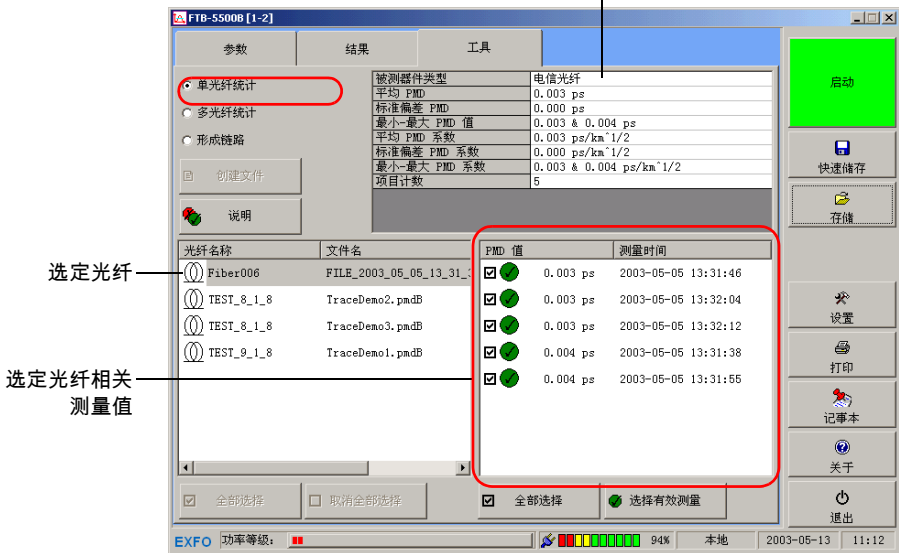 FTB-5500B [1-2]
参数
结果
工具
单光纤统计
多光纤统计
形成链路
创建文件
说明
被测器件类型 电信光纤
平均 PMD 0.003 ps
标准偏差 PMD 0.000 ps
最小-最大 PMD 值 0.003 & 0.004 ps
平均 PMD 系数 0.003 ps/km^1/2
标准偏差 PMD 系数 0.000 ps/km^1/2
最小-最大 PMD 系数 0.003 & 0.004 ps/km^1/2
项目计数 5
启动
快速储存
存储
设置
打印
记事本
关于
退出
选定光纤
选定光纤相关
测量值
光纤名称 文件名
Fiber006 FILE_2003_05_05_13_31_
TEST_8_1_8 TraceDemo2.pmdB
TEST_8_1_8 TraceDemo3.pmdB
TEST_9_1_8 TraceDemo1.pmdB
PMD 值 测量时间
0.003 ps 2003-05-05 13:31:46
0.003 ps 2003-05-05 13:32:04
0.003 ps 2003-05-05 13:32:12
0.004 ps 2003-05-05 13:31:38
0.004 ps 2003-05-05 13:31:55
全部选择
取消全部选择
全部选择
选择有效测量
EXFO 功率等级: 94% 本地 2003-05-13 11:12